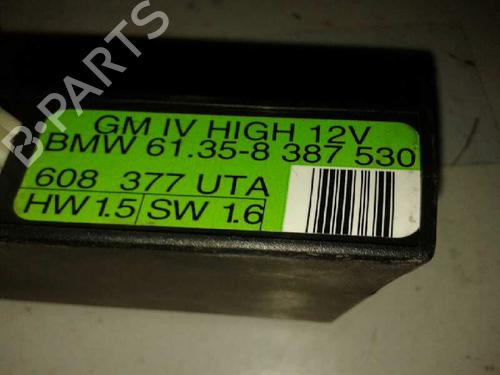 B-PARTS
GM IV HIGH 12V
BMW 61.35-8 387 530
608 377 UTA
HW 1.5 SW 1.6